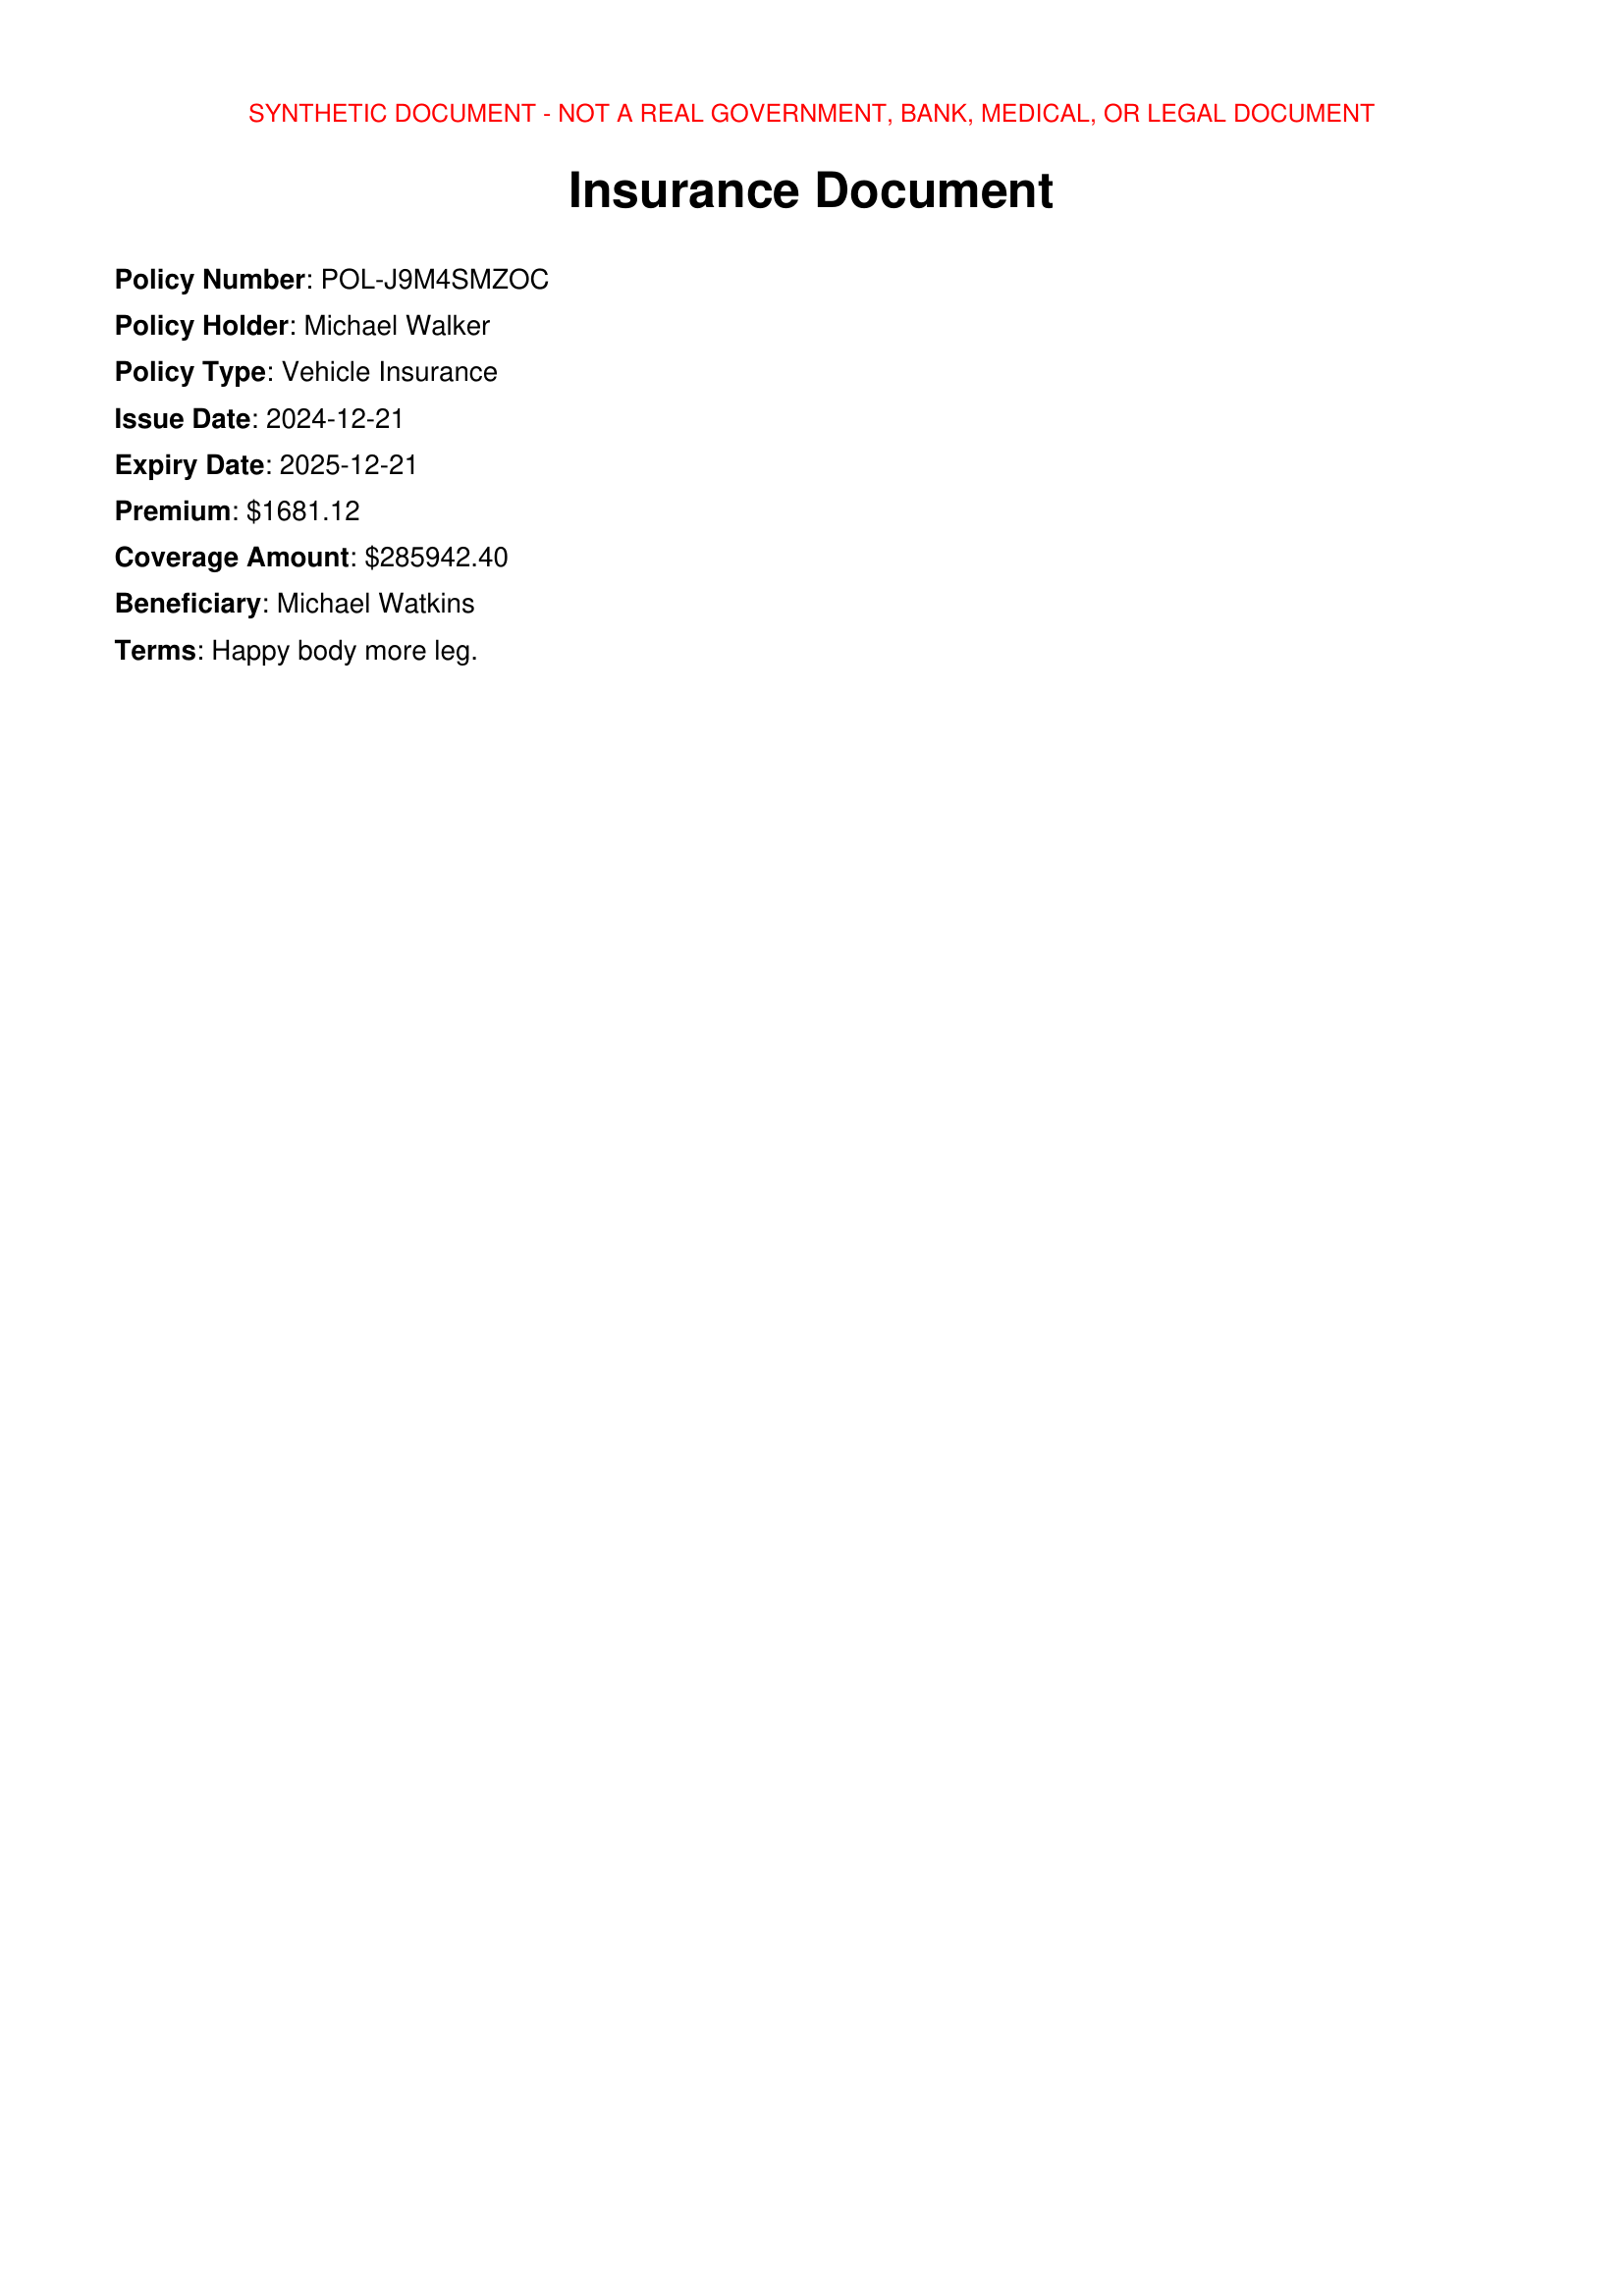 SYNTHETIC DOCUMENT - NOT A REAL GOVERNMENT, BANK, MEDICAL, OR LEGAL DOCUMENT
Insurance Document
Policy Number: POL-J9M4SMZOC
Policy Holder: Michael Walker
Policy Type: Vehicle Insurance
Issue Date: 2024-12-21
Expiry Date: 2025-12-21
Premium: $1681.12
Coverage Amount: $285942.40
Beneficiary: Michael Watkins
Terms: Happy body more leg.